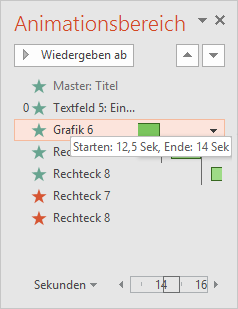 Animationsbereich
Wiedergeben ab
Master: Titel
0 Textfeld 5: Ein...
Grafik 6
Starten: 12,5 Sek, Ende: 14 Sek
Rec
Rechteck 8
Rechteck 7
Rechteck 8
Sekunden 14 16